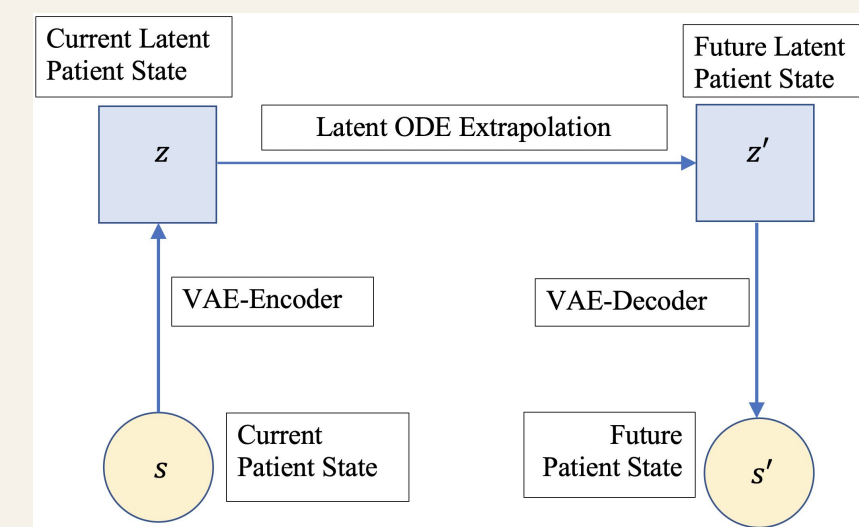 Current Latent
Patient State
Future Latent
Patient State
z
Latent ODE Extrapolation
z′
VAE-Encoder
VAE-Decoder
s
Current
Patient State
Future
Patient State
s′